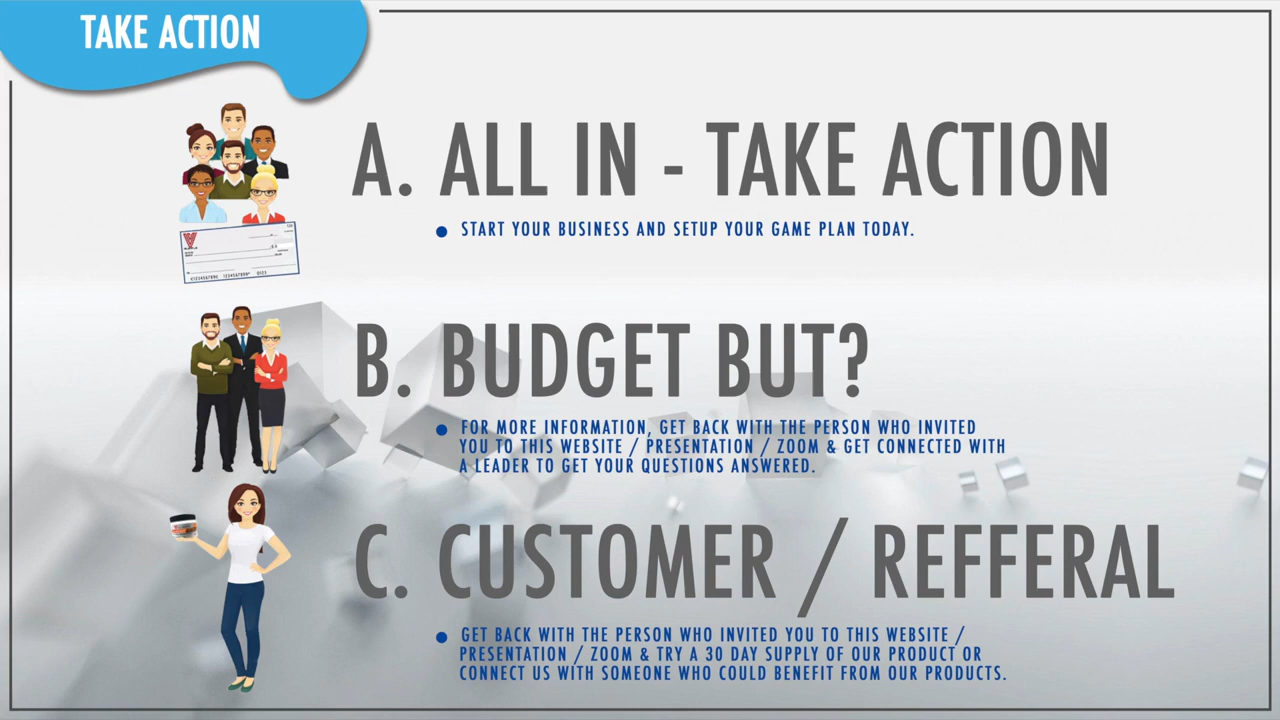 TAKE ACTION
A. ALL IN - TAKE ACTION
START YOUR BUSINESS AND SETUP YOUR GAME PLAN TODAY.
B. BUDGET BUT?
FOR MORE INFORMATION, GET BACK WITH THE PERSON WHO INVITED
YOU TO THIS WEBSITE / PRESENTATION / ZOOM & GET CONNECTED WITH
A LEADER TO GET YOUR QUESTIONS ANSWERED.
C. CUSTOMER / REFFERAL
GET BACK WITH THE PERSON WHO INVITED YOU TO THIS WEBSITE /
PRESENTATION / ZOOM & TRY A 30 DAY SUPPLY OF OUR PRODUCT OR
CONNECT US WITH SOMEONE WHO COULD BENEFIT FROM OUR PRODUCTS.